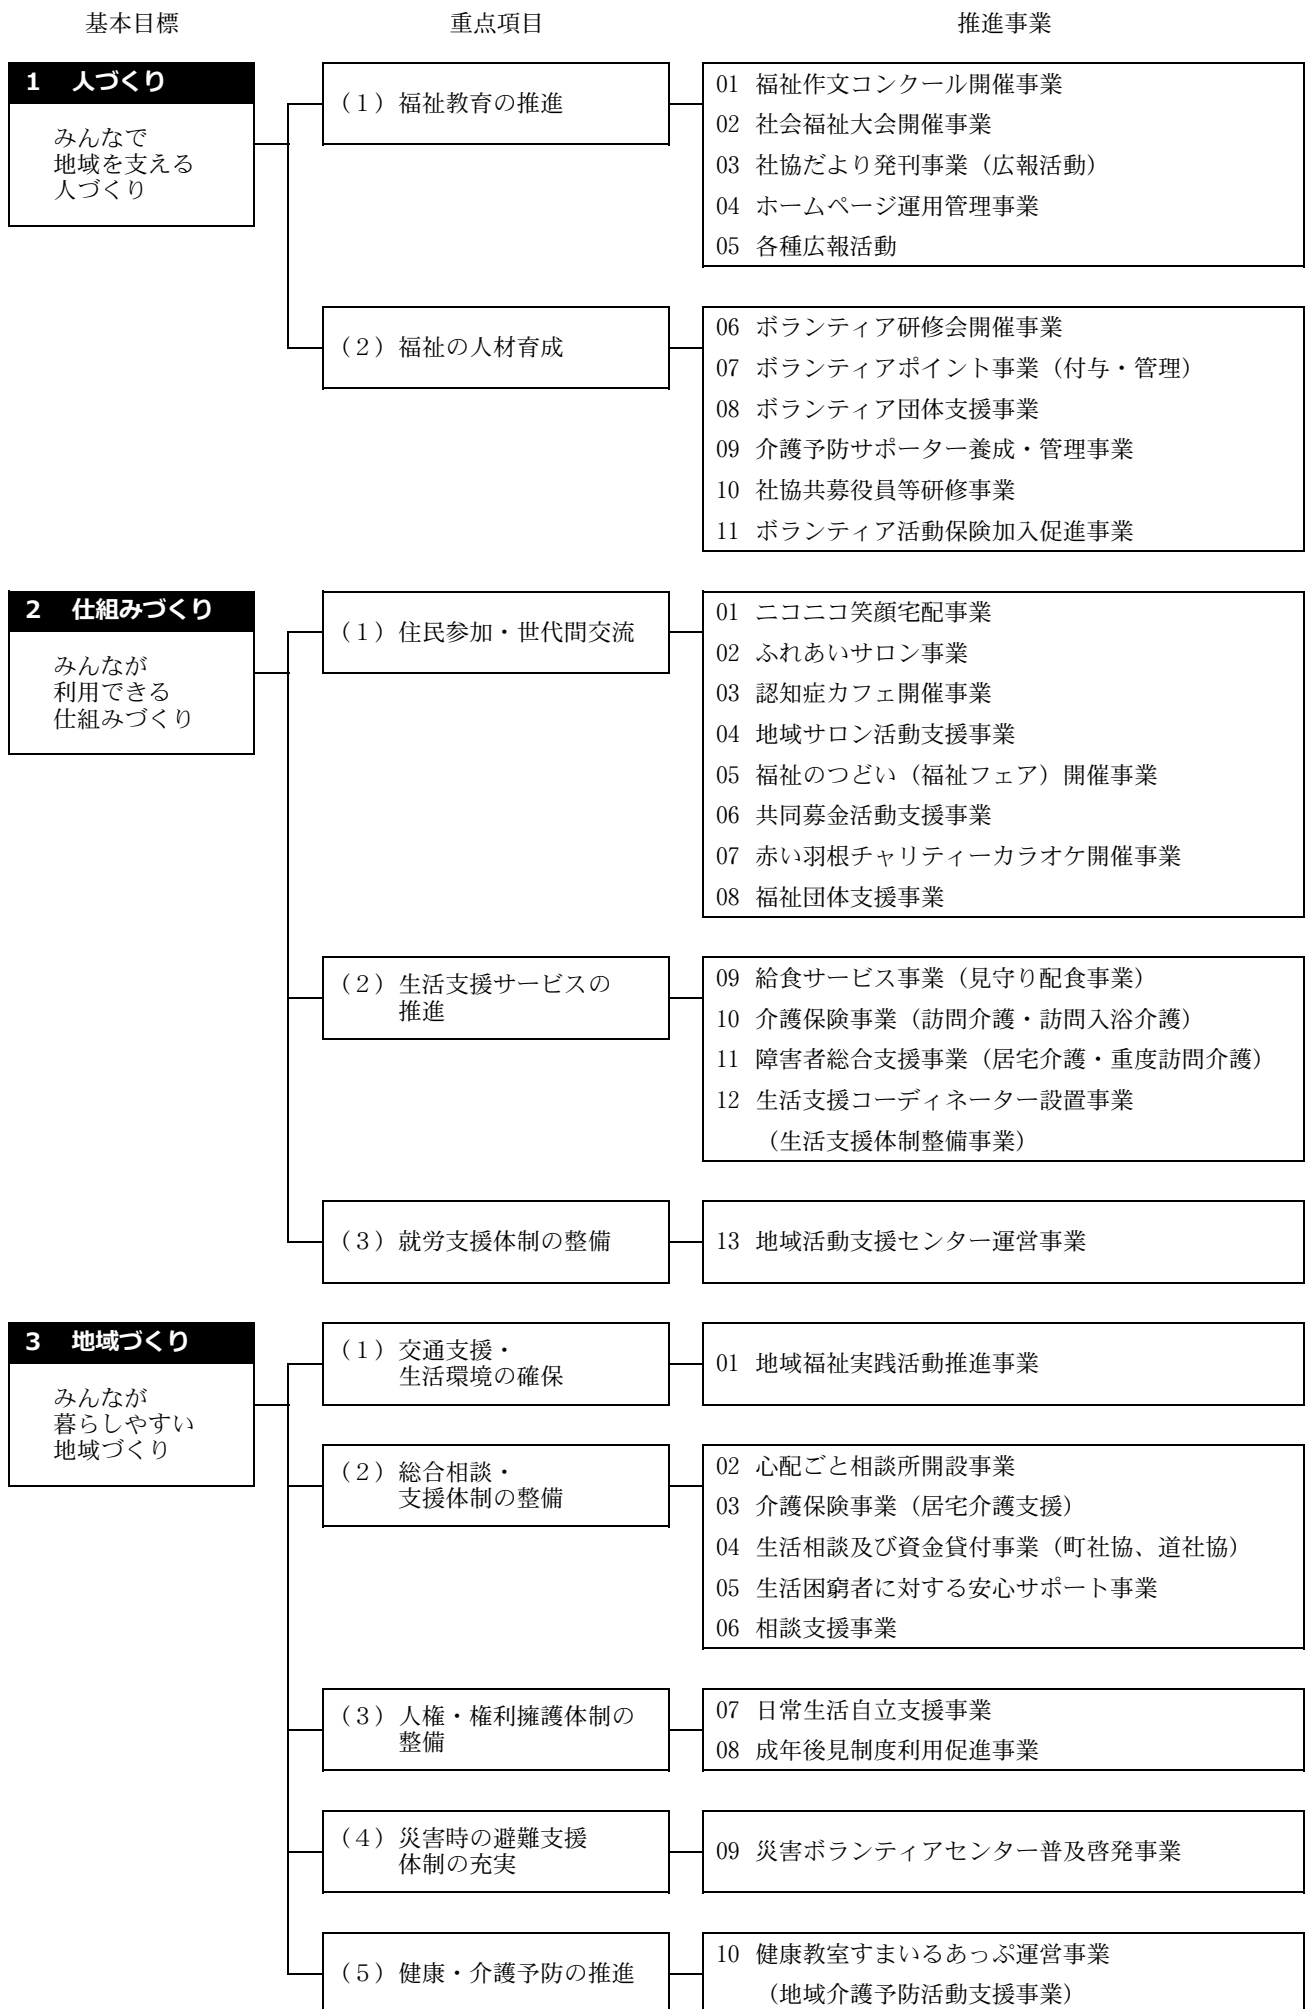 基本目標
重点項目
推進事業
1 人づくり
みんなで
地域を支える
人づくり
（１）福祉教育の推進
01 福祉作文コンクール開催事業
02 社会福祉大会開催事業
03 社協だより発刊事業（広報活動）
04 ホームページ運用管理事業
05 各種広報活動
（２）福祉の人材育成
06 ボランティア研修会開催事業
07 ボランティアポイント事業（付与・管理）
08 ボランティア団体支援事業
09 介護予防サポーター養成・管理事業
10 社協共募役員等研修事業
11 ボランティア活動保険加入促進事業
2 仕組みづくり
みんなが
利用できる
仕組みづくり
（１）住民参加・世代間交流
01 ニコニコ笑顔宅配事業
02 ふれあいサロン事業
03 認知症カフェ開催事業
04 地域サロン活動支援事業
05 福祉のつどい（福祉フェア）開催事業
06 共同募金活動支援事業
07 赤い羽根チャリティーカラオケ開催事業
08 福祉団体支援事業
（２）生活支援サービスの
推進
09 給食サービス事業（見守り配食事業）
10 介護保険事業（訪問介護・訪問入浴介護）
11 障害者総合支援事業（居宅介護・重度訪問介護）
12 生活支援コーディネーター設置事業
（生活支援体制整備事業）
（３）就労支援体制の整備
13 地域活動支援センター運営事業
3 地域づくり
みんなが
暮らしやすい
地域づくり
（１）交通支援・
生活環境の確保
01 地域福祉実践活動推進事業
（２）総合相談・
支援体制の整備
02 心配ごと相談所開設事業
03 介護保険事業（居宅介護支援）
04 生活相談及び資金貸付事業（町社協、道社協）
05 生活困窮者に対する安心サポート事業
06 相談支援事業
（３）人権・権利擁護体制の
整備
07 日常生活自立支援事業
08 成年後見制度利用促進事業
（４）災害時の避難支援
体制の充実
09 災害ボランティアセンター普及啓発事業
（５）健康・介護予防の推進
10 健康教室すまいるあっぷ運営事業
（地域介護予防活動支援事業）